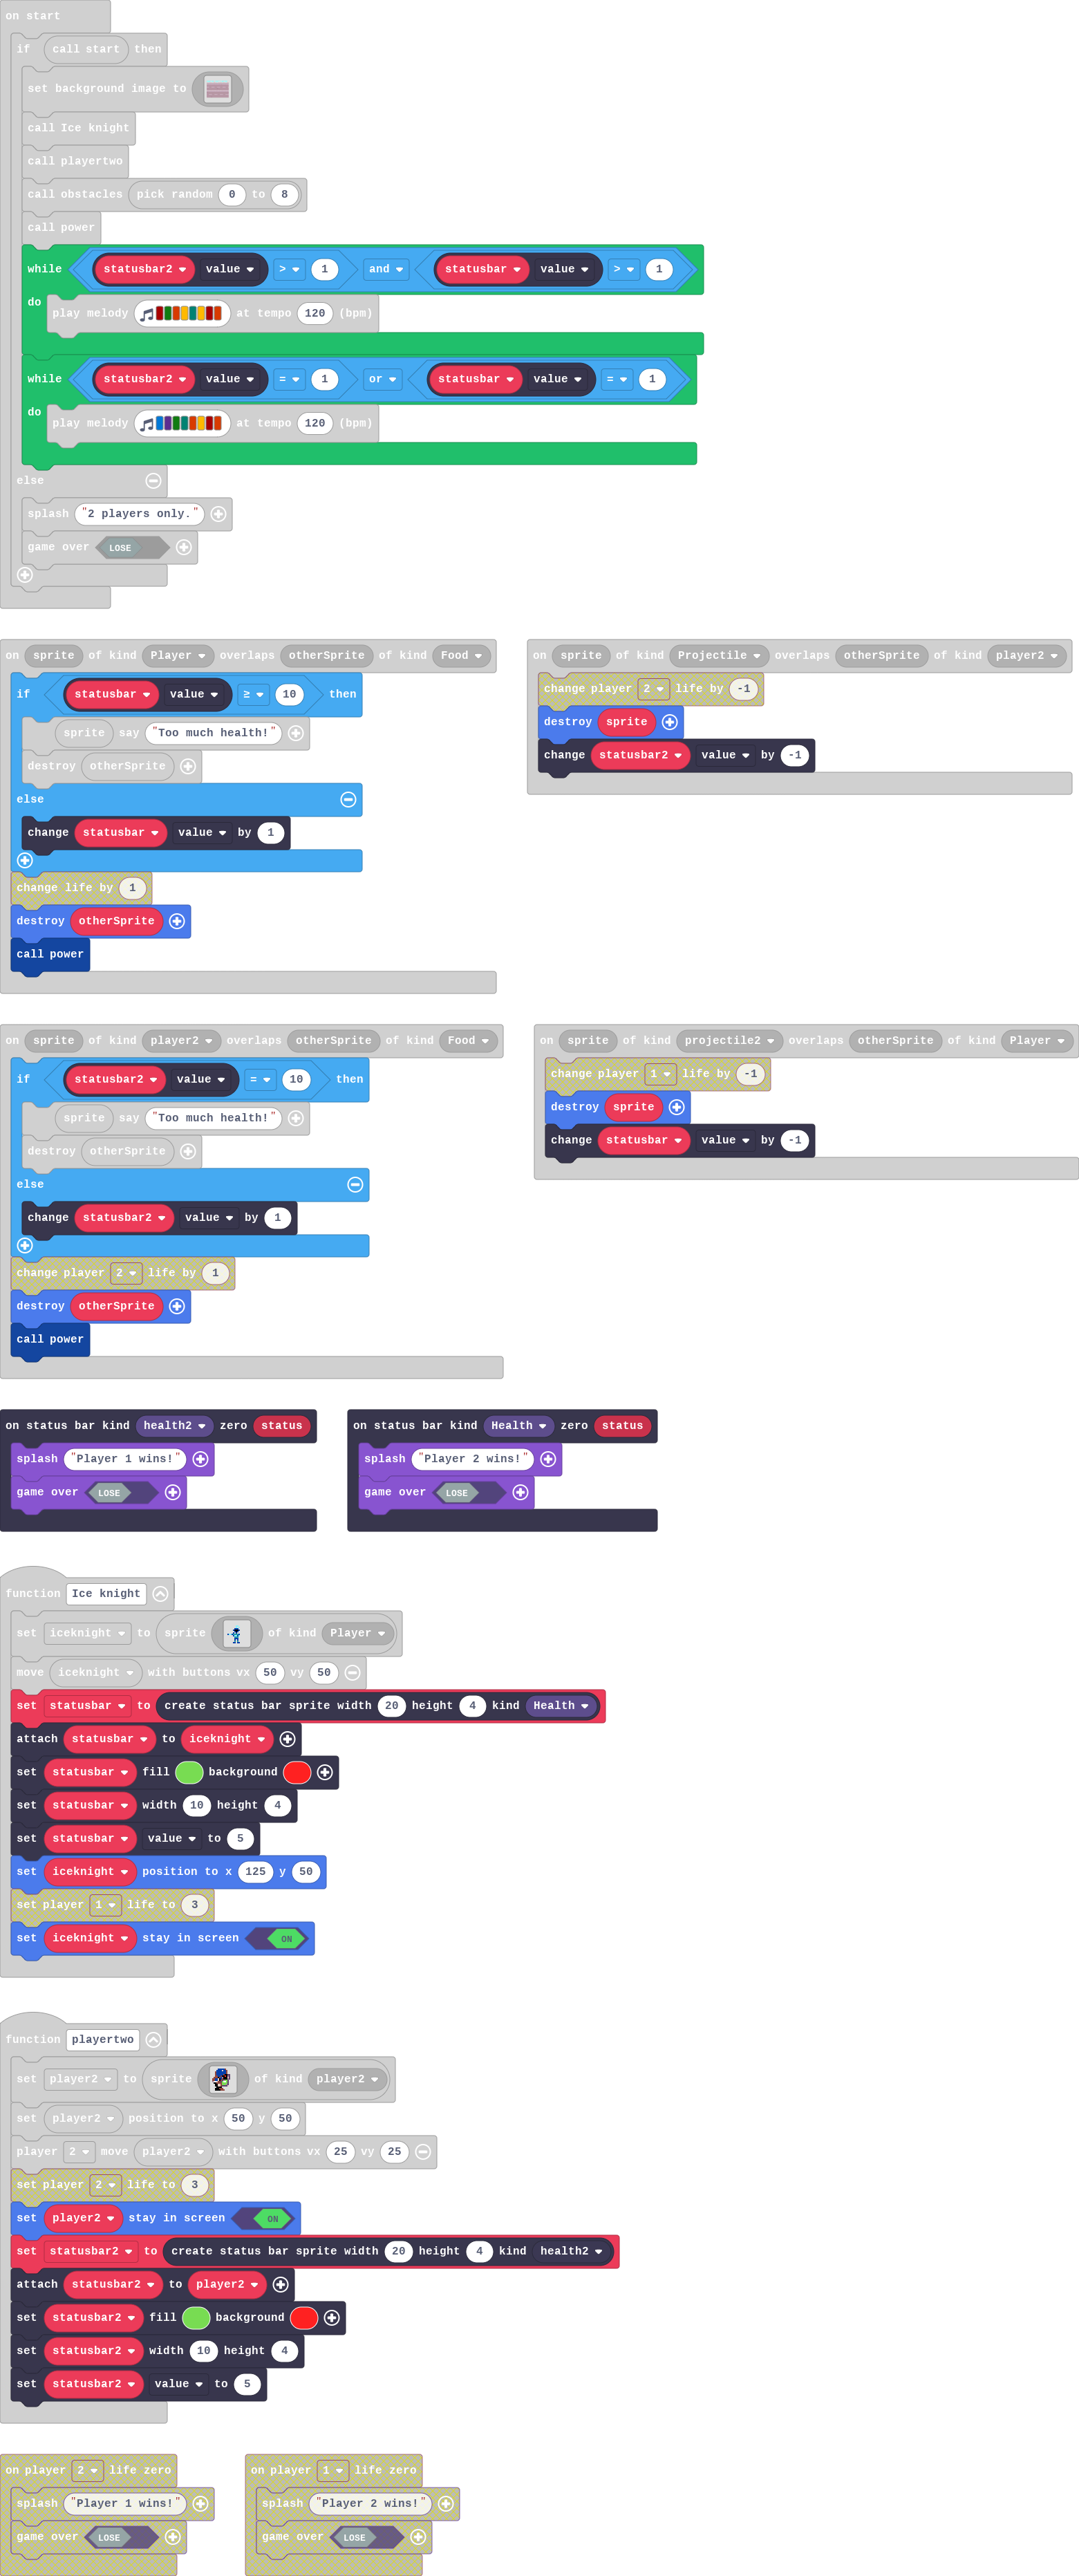 on start
if call start then
set background image to
call Ice knight
call playertwo
call obstacles pick random 0 to 8
call power
while statusbar2 value > 1 and statusbar value > 1
do play melody at tempo 120 (bpm)
while statusbar2 value = 1 or statusbar value = 1
do play melody at tempo 120 (bpm)
else
splash "2 players only."
game over LOSE
on sprite of kind Player overlaps otherSprite of kind Food
if statusbar value ≥ 10 then
sprite say "Too much health!"
destroy otherSprite
else
change statusbar value by 1
change life by 1
destroy otherSprite
call power
on sprite of kind Projectile overlaps otherSprite of kind player2
change player 2 life by -1
destroy sprite
change statusbar2 value by -1
on sprite of kind player2 overlaps otherSprite of kind Food
if statusbar2 value = 10 then
sprite say "Too much health!"
destroy otherSprite
else
change statusbar2 value by 1
change player 2 life by 1
destroy otherSprite
call power
on sprite of kind projectile2 overlaps otherSprite of kind Player
change player 1 life by -1
destroy sprite
change statusbar value by -1
on status bar kind health2 zero status
splash "Player 1 wins!"
game over LOSE
on status bar kind Health zero status
splash "Player 2 wins!"
game over LOSE
function Ice knight
set iceknight to sprite of kind Player
move iceknight with buttons vx 50 vy 50
set statusbar to create status bar sprite width 20 height 4 kind Health
attach statusbar to iceknight
set statusbar fill background
set statusbar width 10 height 4
set statusbar value to 5
set iceknight position to x 125 y 50
set player 1 life to 3
set iceknight stay in screen ON
function playertwo
set player2 to sprite of kind player2
set player2 position to x 50 y 50
player 2 move player2 with buttons vx 25 vy 25
set player 2 life to 3
set player2 stay in screen ON
set statusbar2 to create status bar sprite width 20 height 4 kind health2
attach statusbar2 to player2
set statusbar2 fill background
set statusbar2 width 10 height 4
set statusbar2 value to 5
on player 2 life zero
splash "Player 1 wins!"
game over LOSE
on player 1 life zero
splash "Player 2 wins!"
game over LOSE